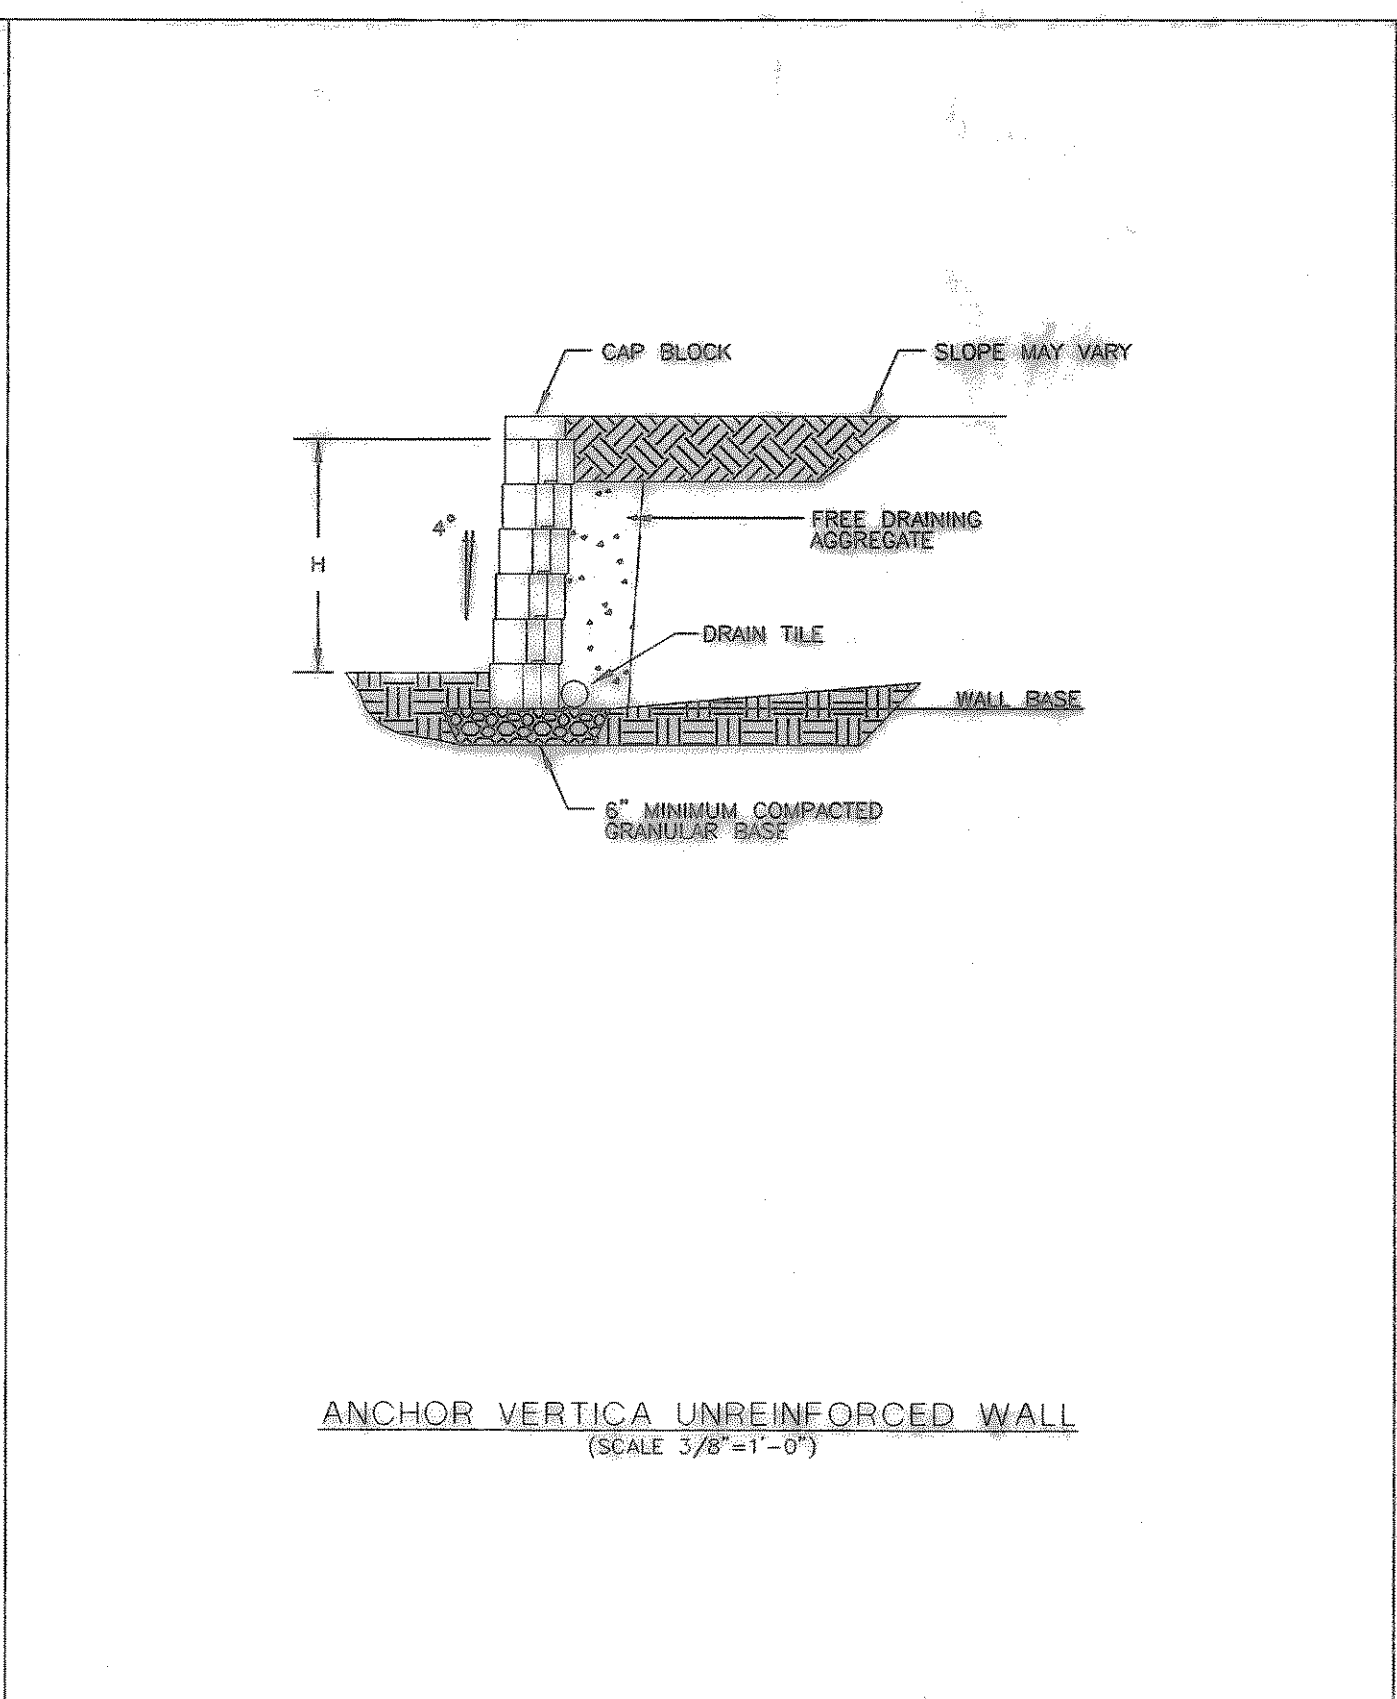 CAP BLOCK
SLOPE MAY VARY
4°
FREE DRAINING
AGGREGATE
H
DRAIN TILE
WALL BASE
6" MINIMUM COMPACTED
GRANULAR BASE
ANCHOR VERTICA UNREINFORCED WALL
(SCALE 3/8"=1'-0")